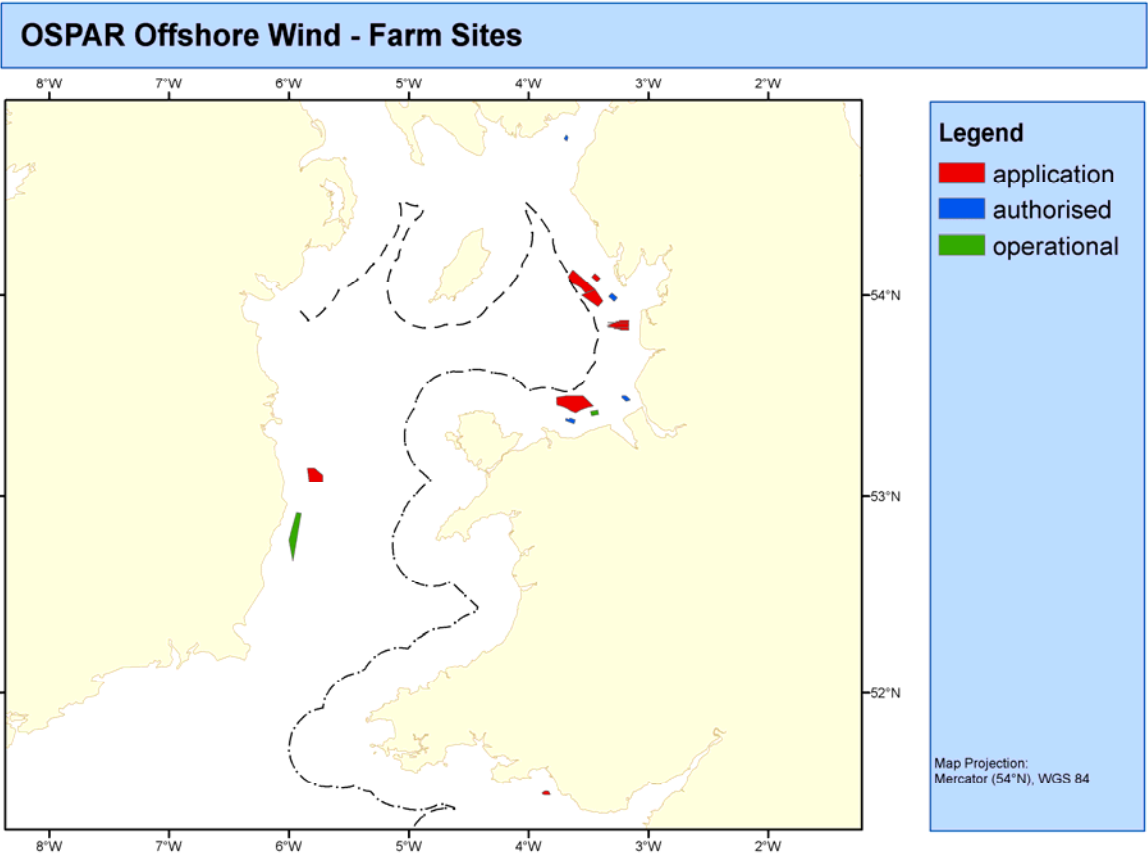 OSPAR Offshore Wind - Farm Sites
8°W 7°W 6°W 5°W 4°W 3°W 2°W
Legend
application
authorised
operational
54°N
53°N
52°N
Map Projection:
Mercator (54°N), WGS 84
8°W 7°W 6°W 5°W 4°W 3°W 2°W